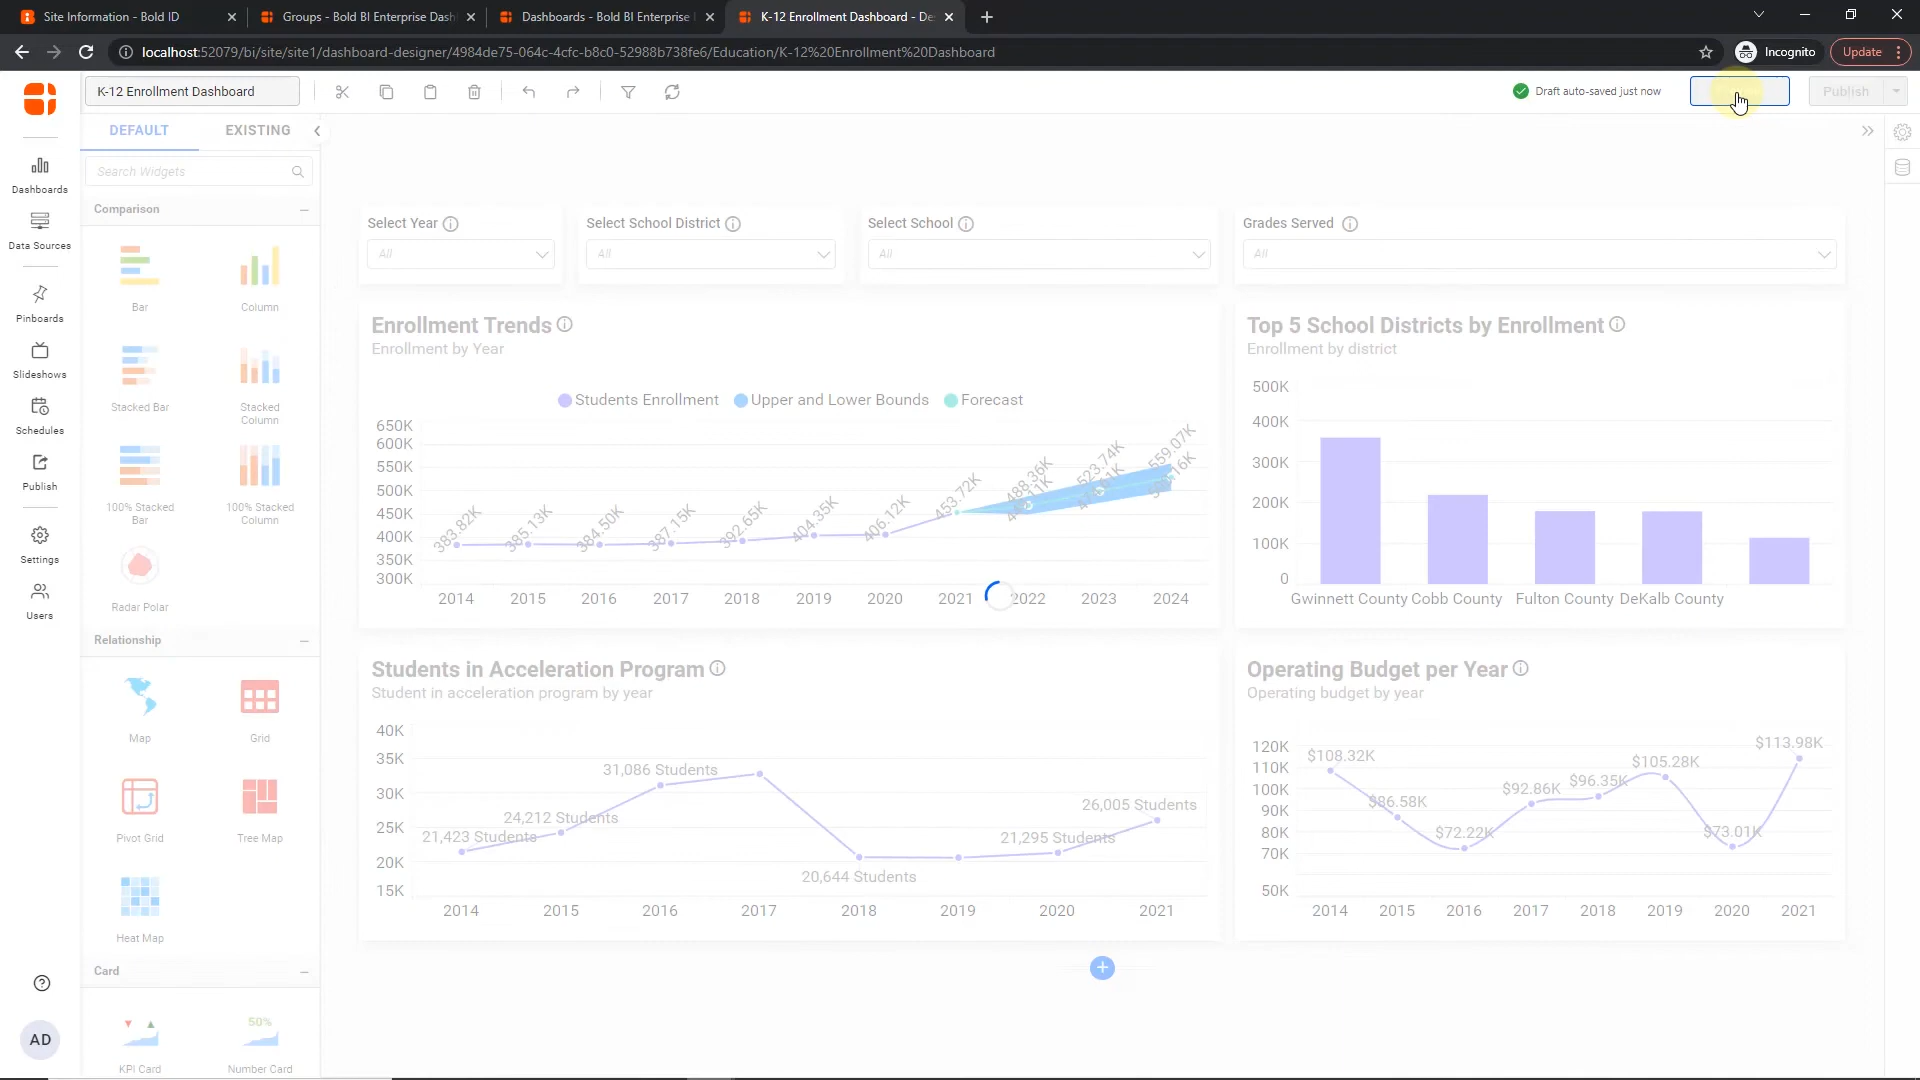 Site Information - Bold ID
Groups - Bold BI Enterprise Dash
Dashboards - Bold BI Enterprise
K-12 Enrollment Dashboard - De
localhost:52079/bi/site/site1/dashboard-designer/4984de75-064c-4cfc-b8c0-52988b738fe6/Education/K-12%20Enrollment%20Dashboard
Incognito
Update
K-12 Enrollment Dashboard
Draft auto-saved just now
Publish
DEFAULT
EXISTING
Search Widgets
Dashboards
Data Sources
Pinboards
Slideshows
Schedules
Publish
Settings
Users
AD
Comparison
Bar
Column
Stacked Bar
Stacked
Column
100% Stacked
Bar
100% Stacked
Column
Radar Polar
Relationship
Map
Grid
Pivot Grid
Tree Map
Heat Map
Card
50%
KPI Card
Number Card
Select Year
All
Select School District
All
Select School
All
Grades Served
All
Enrollment Trends
Enrollment by Year
Students Enrollment
Upper and Lower Bounds
Forecast
650K
600K
550K
500K
450K
400K
350K
300K
383.82K
385.13K
384.50K
387.15K
392.65K
404.35K
406.12K
453.72K
488.36K
523.74K
559.07K
2014 2015 2016 2017 2018 2019 2020 2021 2022 2023 2024
Top 5 School Districts by Enrollment
Enrollment by district
500K
400K
300K
200K
100K
0
Gwinnett County Cobb County Fulton County DeKalb County
Students in Acceleration Program
Student in acceleration program by year
40K
35K
30K
25K
20K
15K
21,423 Students
24,212 Students
31,086 Students
20,644 Students
21,295 Students
26,005 Students
2014 2015 2016 2017 2018 2019 2020 2021
Operating Budget per Year
Operating budget by year
120K
110K
100K
90K
80K
70K
50K
$108.32K
$86.58K
$72.22K
$92.86K
$96.35K
$105.28K
$73.01K
$113.98K
2014 2015 2016 2017 2018 2019 2020 2021